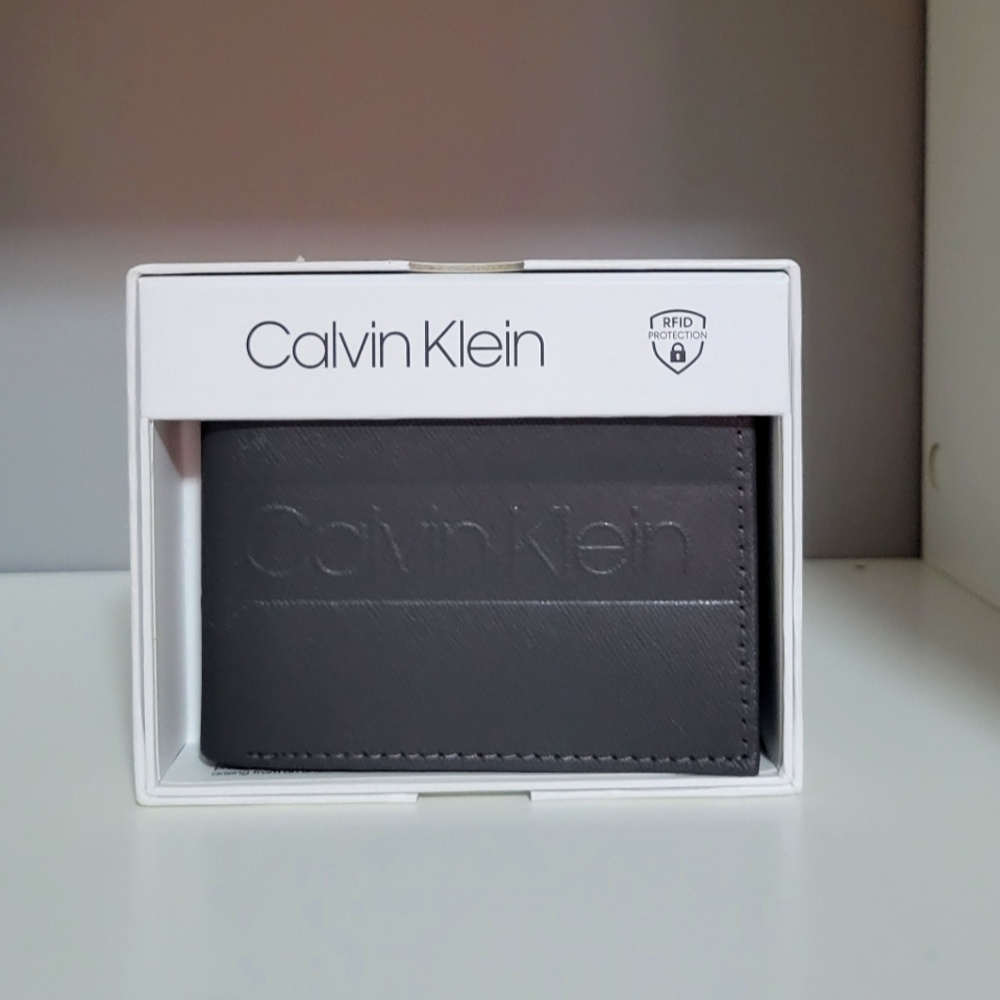 Calvin Klein
RFID
PROTECTION
Calvin Klein